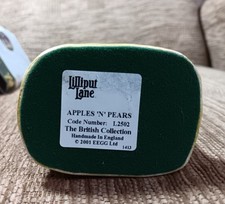 Lilliput
Lane
APPLES 'N' PEARS
Code Number: L2502
The British Collection
Handmade in England
© 2001 EEGG Ltd